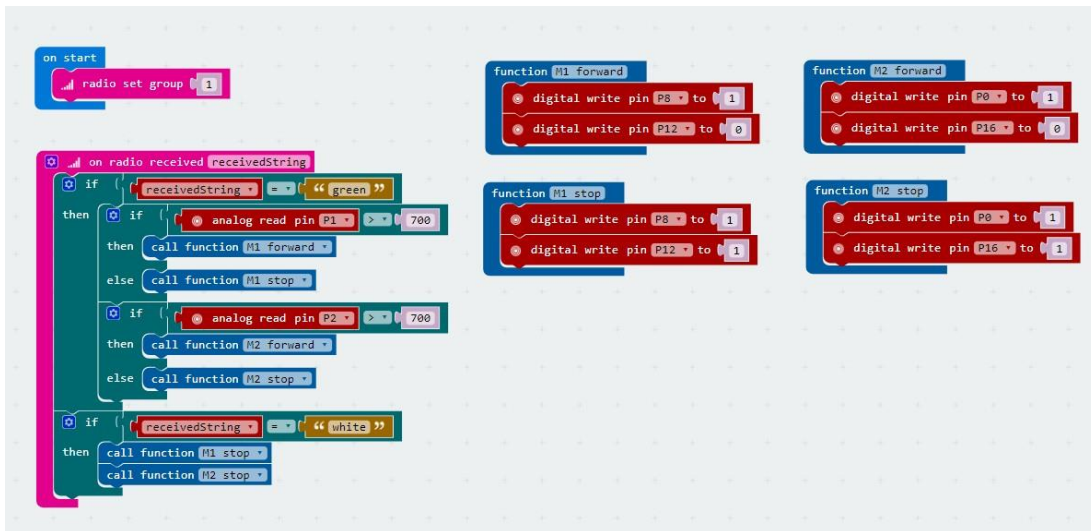 on start
radio set group 1
on radio received receivedString
if receivedString = “ green ”
then if analog read pin P1 > 700
then call function M1 forward
else call function M1 stop
if analog read pin P2 > 700
then call function M2 forward
else call function M2 stop
if receivedString = “ white ”
then call function M1 stop
call function M2 stop
function M1 forward
digital write pin P8 to 1
digital write pin P12 to 0
function M1 stop
digital write pin P8 to 1
digital write pin P12 to 1
function M2 forward
digital write pin P0 to 1
digital write pin P16 to 0
function M2 stop
digital write pin P0 to 1
digital write pin P16 to 1